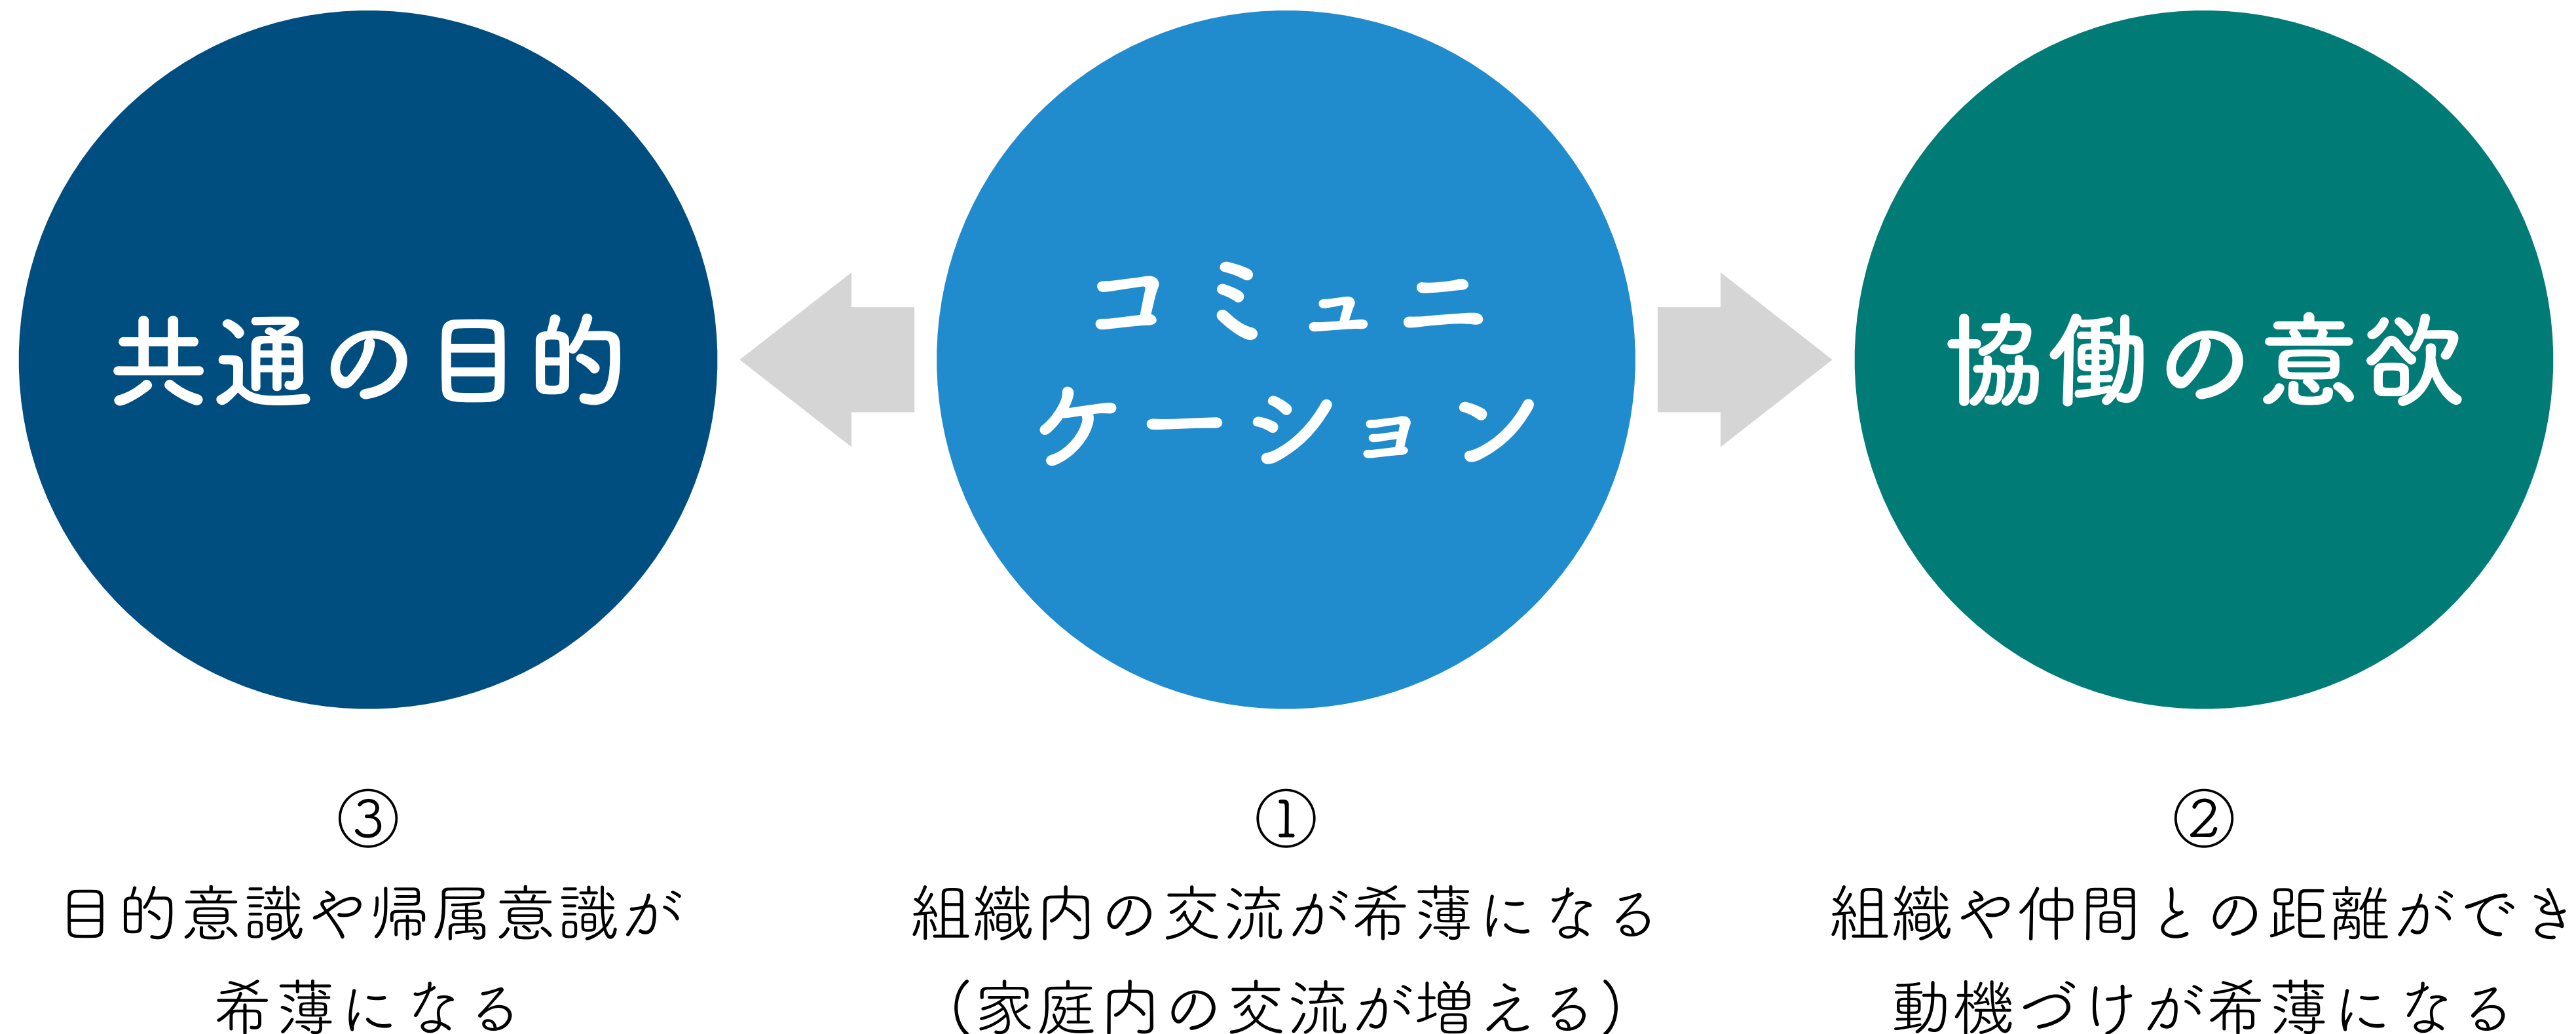 共通の目的
コミュニ
ケーション
協働の意欲
③
目的意識や帰属意識が
希薄になる
①
組織内の交流が希薄になる
(家庭内の交流が増える)
②
組織や仲間との距離ができ
動機づけが希薄になる